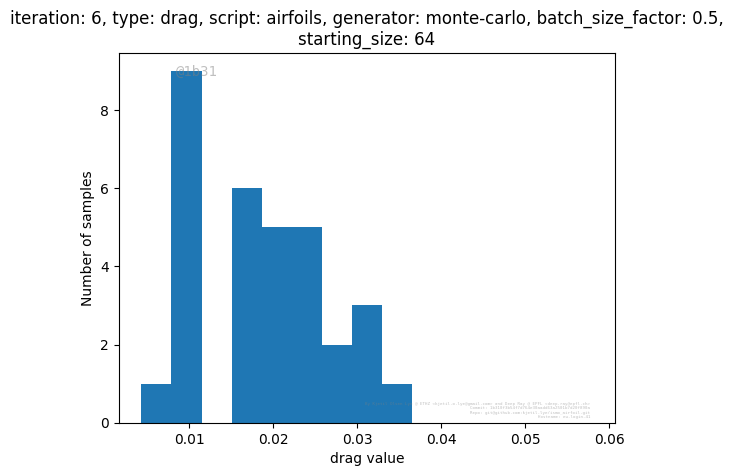 iteration: 6, type: drag, script: airfoils, generator: monte-carlo, batch_size_factor: 0.5,
starting_size: 64
@1b31
8
6
4
2
0
Number of samples
0.01 0.02 0.03 0.04 0.05 0.06
drag value